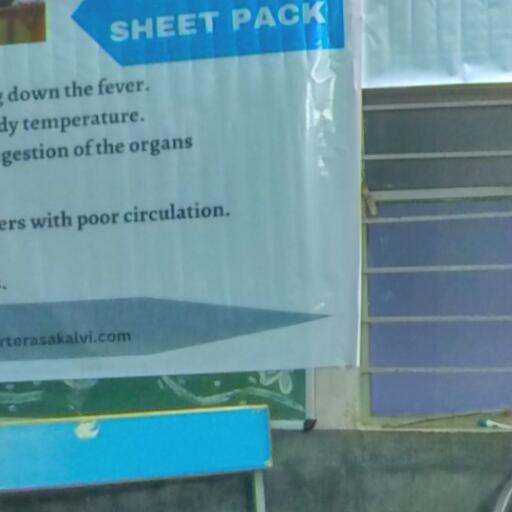 SHEET PACK
down the fever.
dy temperature.
gestion of the organs
ers with poor circulation.
rterasakalvi.com